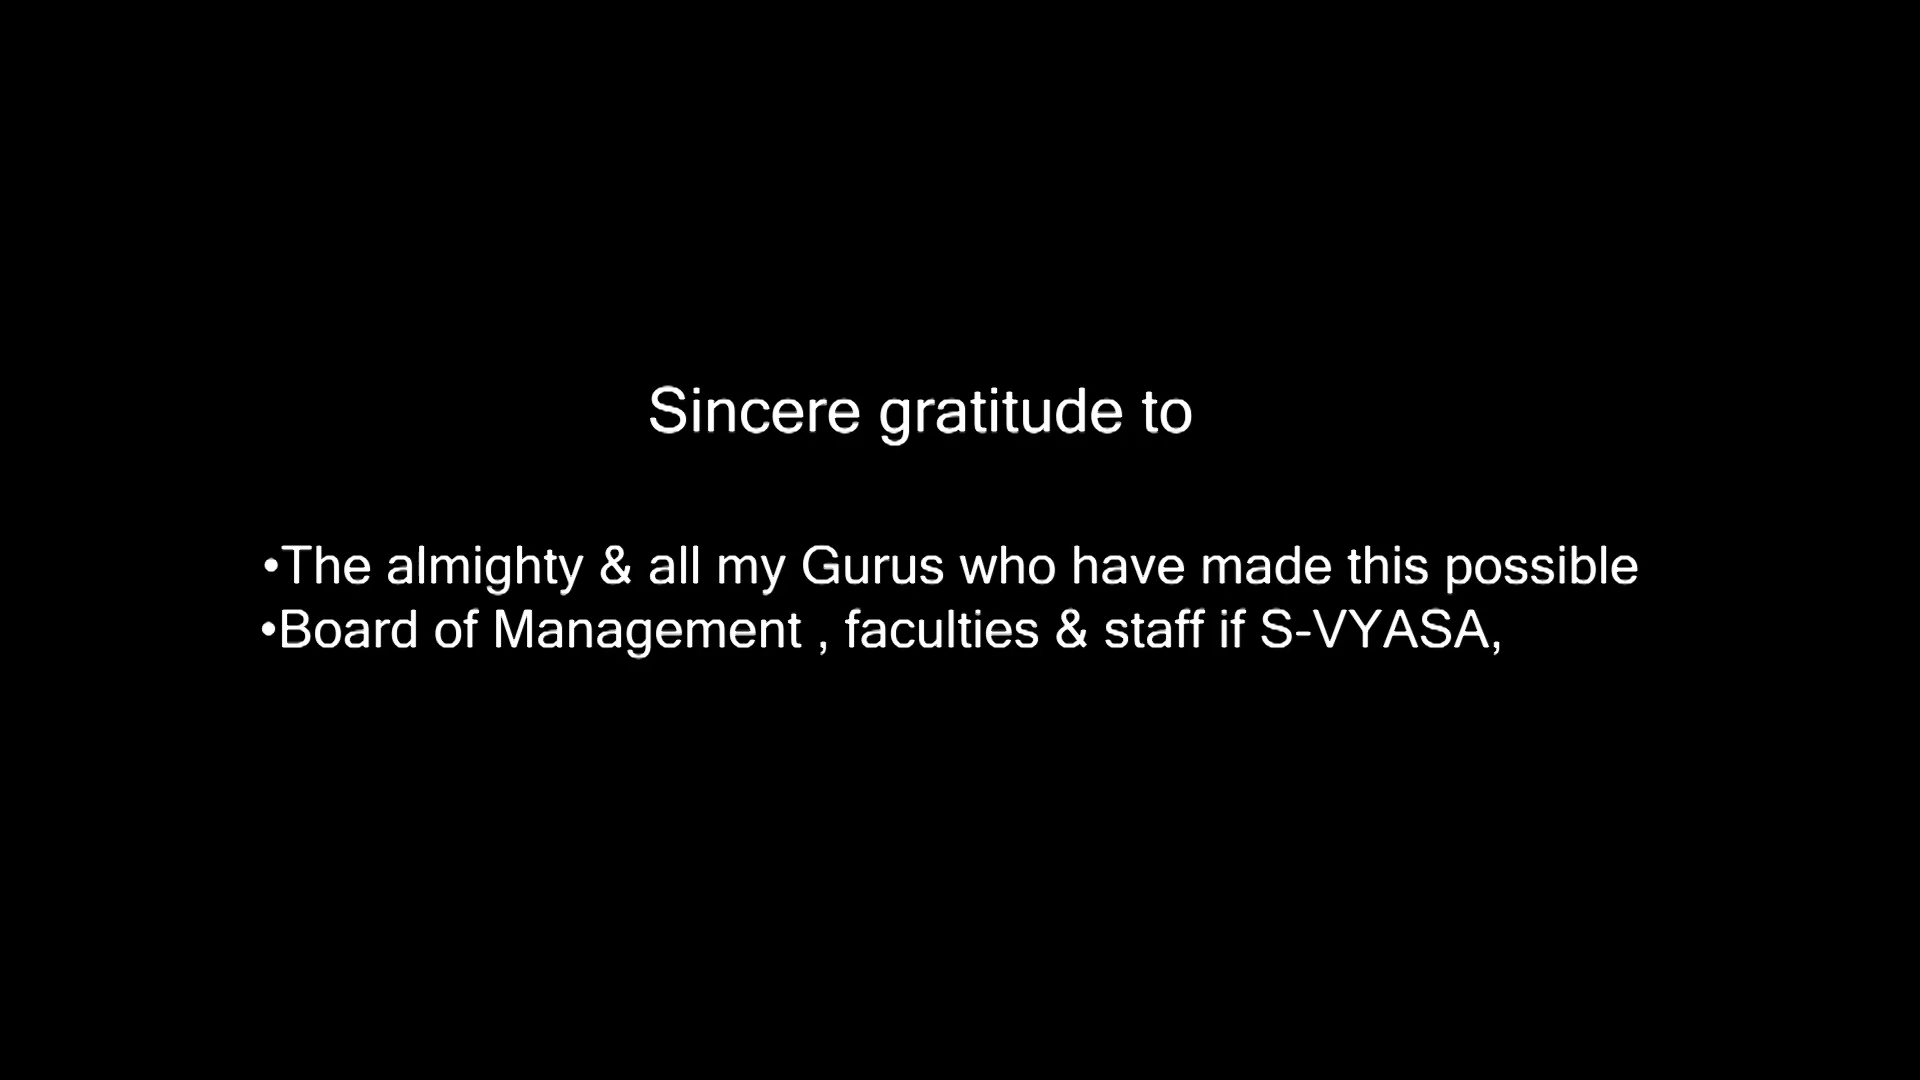 Sincere gratitude to
•The almighty & all my Gurus who have made this possible
•Board of Management , faculties & staff if S-VYASA,